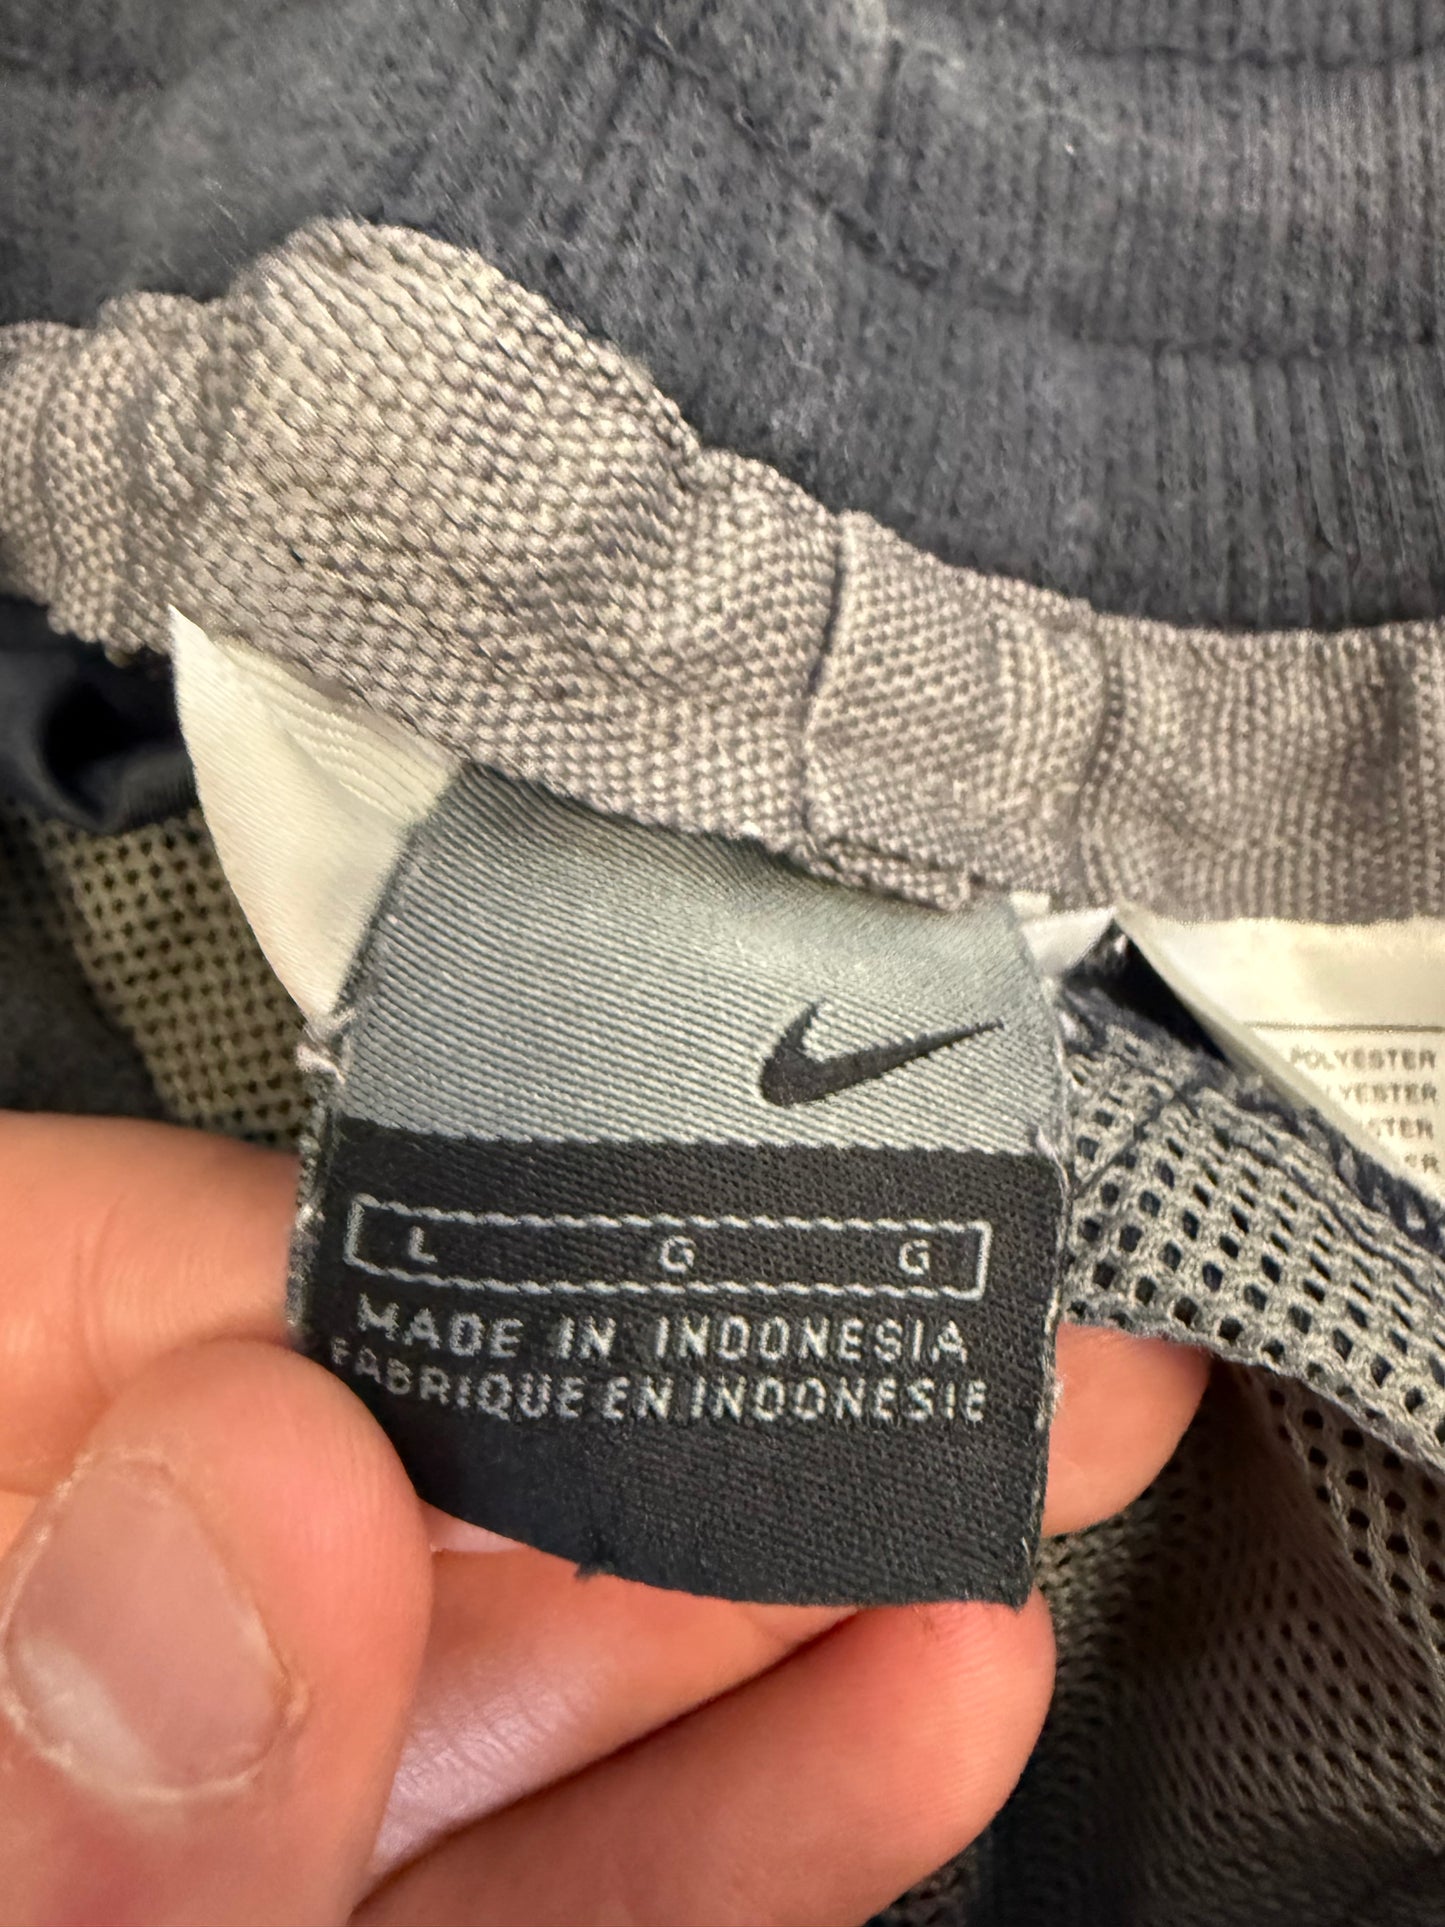 L G G
MADE IN INDONESIA
FABRIQUE EN INDONESIE
POLYESTER